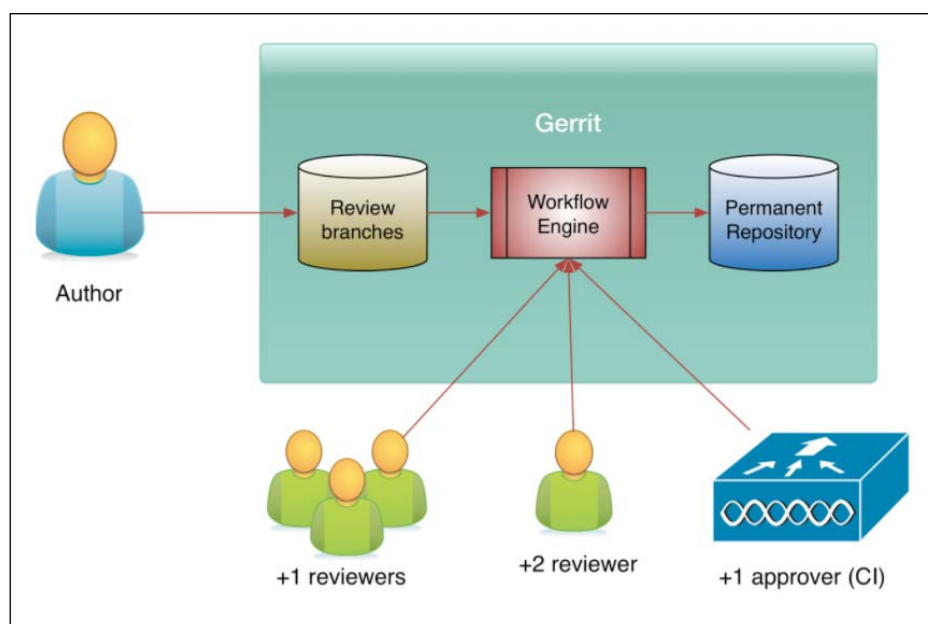 Gerrit
Review
branches
Workflow
Engine
Permanent
Repository
Author
+1 reviewers
+2 reviewer
+1 approver (CI)